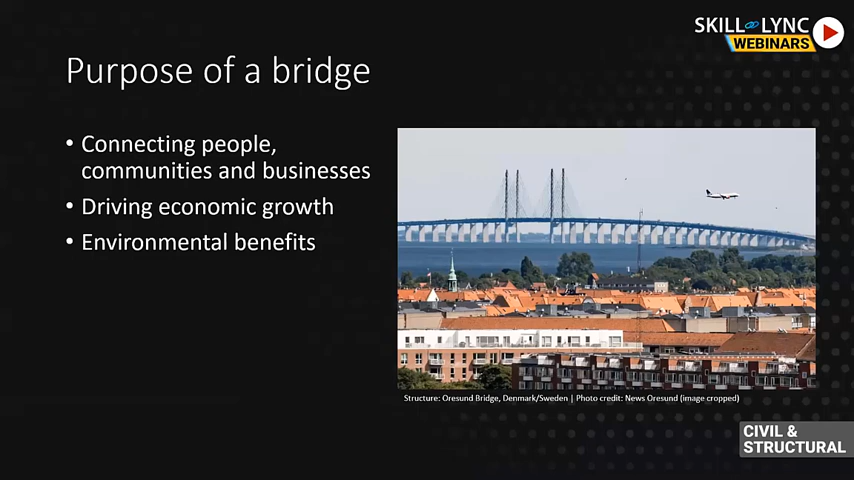 SKILL LYNC
WEBINARS
Purpose of a bridge
• Connecting people,
communities and businesses
• Driving economic growth
• Environmental benefits
Structure: Oresund Bridge, Denmark/Sweden | Photo credit: News Oresund (image cropped)
CIVIL &
STRUCTURAL